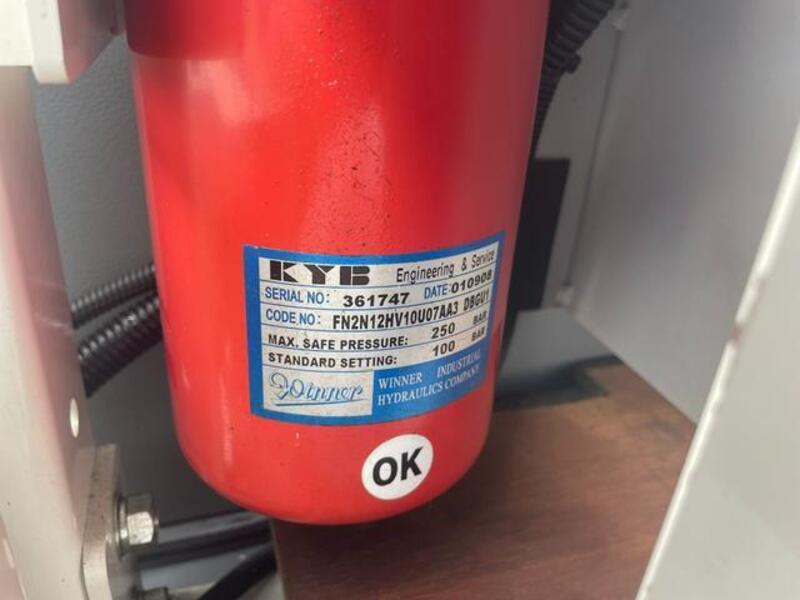 KYB Engineering & Service
SERIAL NO: 361747 DATE: 010908
CODE NO: FN2N12HV10U07AA3 DBGU1
MAX. SAFE PRESSURE: 250 BAR
STANDARD SETTING: 100 BAR
Winner WINNER INDUSTRIAL
HYDRAULICS COMPANY
OK